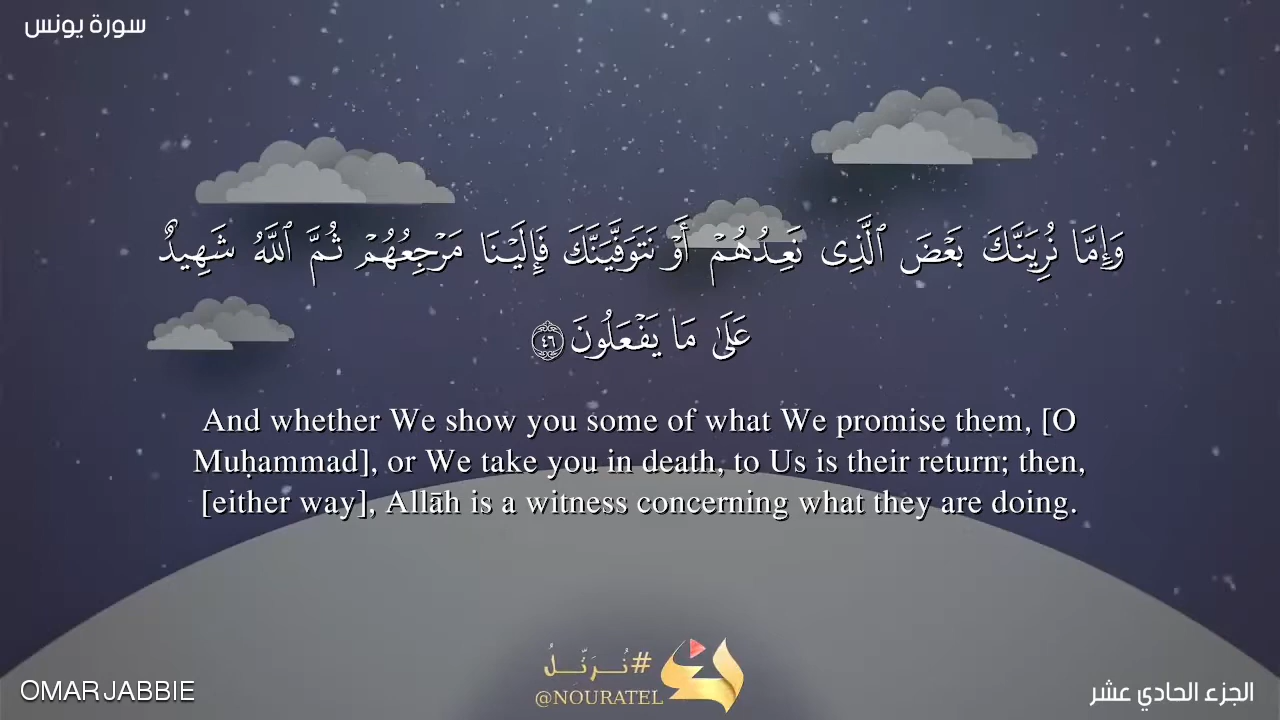 سورة يونس
وَإِمَّا نُرِيَنَّكَ بَعْضَ ٱلَّذِى نَعِدُهُمْ أَوْ نَتَوَفَّيَنَّكَ فَإِلَيْنَا مَرْجِعُهُمْ ثُمَّ ٱللَّهُ شَهِيدٌ
عَلَىٰ مَا يَفْعَلُونَ ٤٦
And whether We show you some of what We promise them, [O
Muḥammad], or We take you in death, to Us is their return; then,
[either way], Allāh is a witness concerning what they are doing.
#نُـرَتِّـلُ
@NOURATEL
OMAR JABBIE
الجزء الحادي عشر